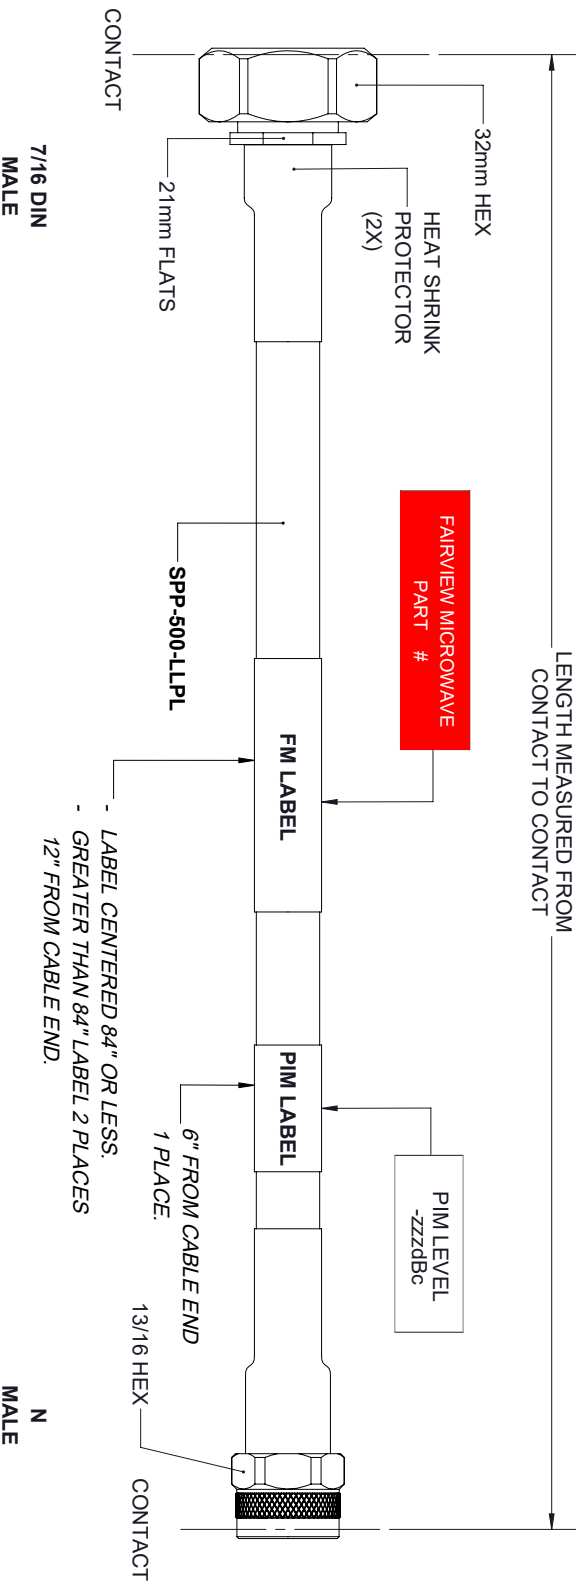 LENGTH MEASURED FROM
CONTACT TO CONTACT
32mm HEX
HEAT SHRINK
PROTECTOR
(2X)
FAIRVIEW MICROWAVE
PART #
PIM LEVEL
-zzzdBc
FM LABEL
PIM LABEL
CONTACT
21mm FLATS
SPP-500-LLPL
6" FROM CABLE END
1 PLACE.
13/16 HEX
CONTACT
- LABEL CENTERED 84" OR LESS.
- GREATER THAN 84" LABEL 2 PLACES
12" FROM CABLE END.
7/16 DIN
MALE
N
MALE